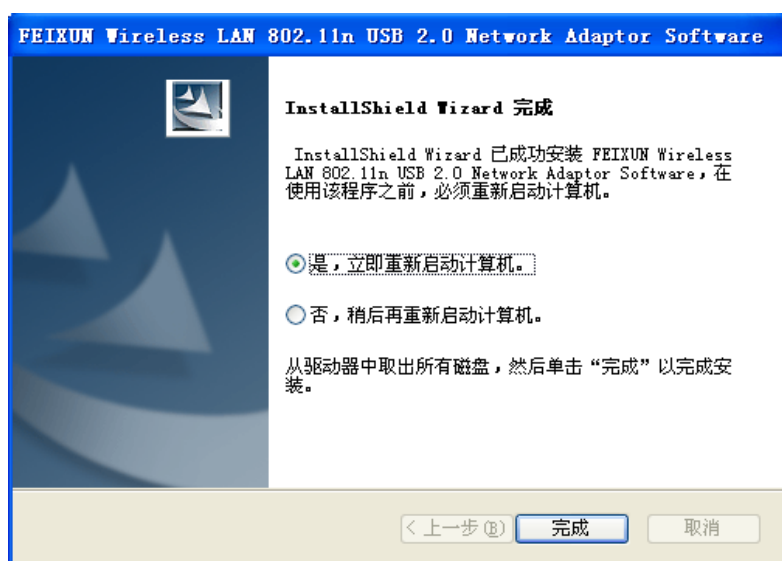 FEIXUN Wireless LAN 802.11n USB 2.0 Network Adaptor Software
InstallShield Wizard 完成
InstallShield Wizard 已成功安装 FEIXUN Wireless
LAN 802.11n USB 2.0 Network Adaptor Software，在
使用该程序之前，必须重新启动计算机。
是，立即重新启动计算机。
否，稍后再重新启动计算机。
从驱动器中取出所有磁盘，然后单击“完成”以完成安
装。
< 上一步(B) 完成 取消